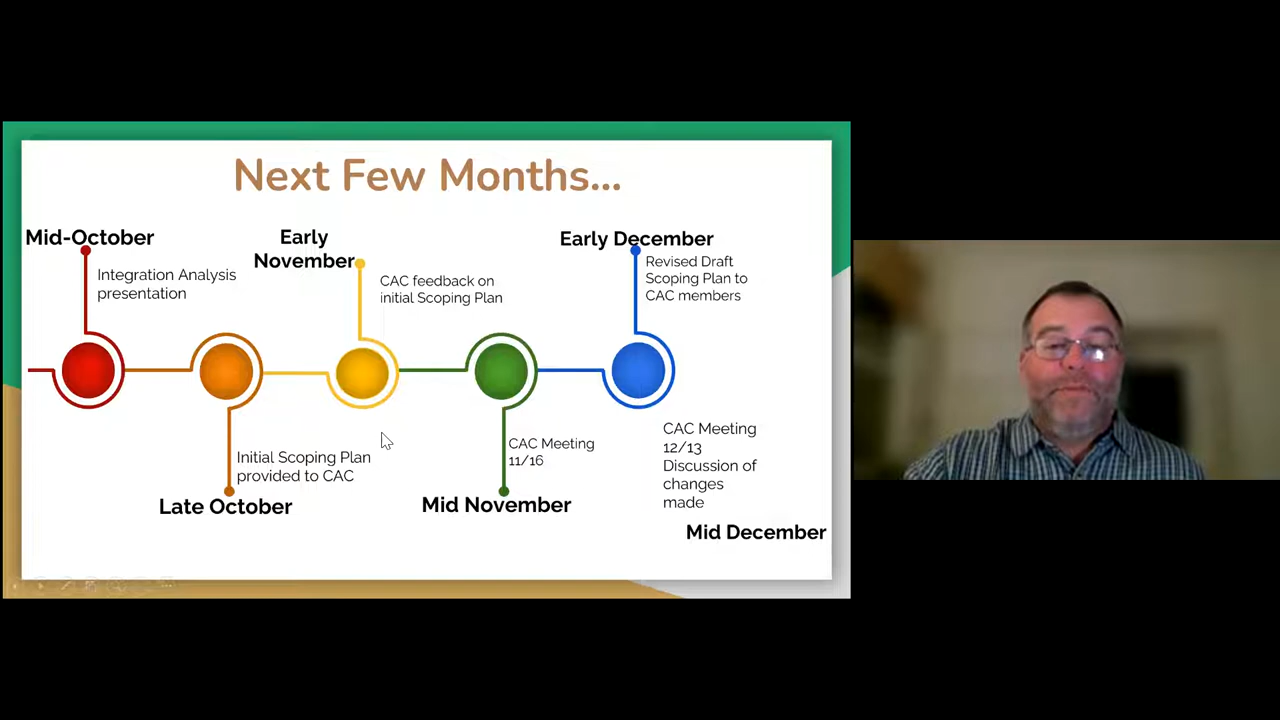 Next Few Months...
Mid-October
Integration Analysis
presentation
Late October
Initial Scoping Plan
provided to CAC
Early
November
CAC feedback on
initial Scoping Plan
Mid November
CAC Meeting
11/16
Early December
Revised Draft
Scoping Plan to
CAC members
CAC Meeting
12/13
Discussion of
changes
made
Mid December